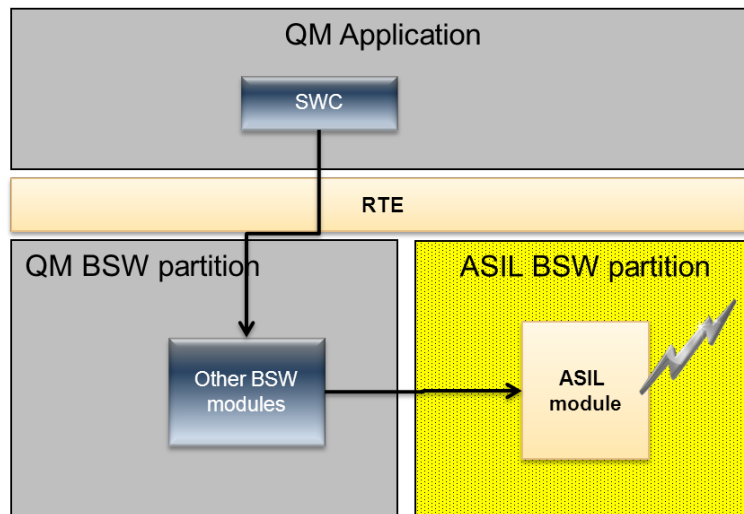 QM Application
SWC
RTE
QM BSW partition
ASIL BSW partition
Other BSW
modules
ASIL
module